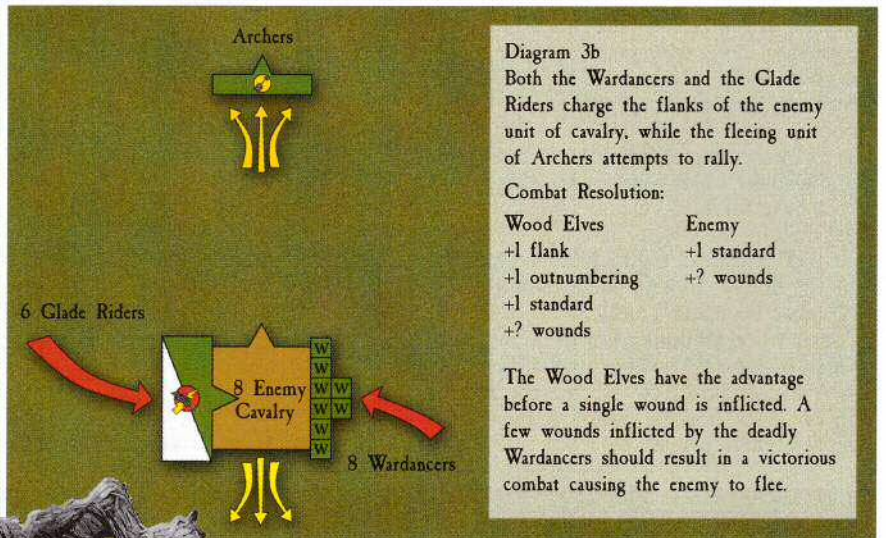 Archers
6 Glade Riders
8 Enemy
Cavalry
W
W
W W
W W
W
W
8 Wardancers
Diagram 3b
Both the Wardancers and the Glade
Riders charge the flanks of the enemy
unit of cavalry, while the fleeing unit
of Archers attempts to rally.
Combat Resolution:
Wood Elves Enemy
+1 flank +1 standard
+1 outnumbering +? wounds
+1 standard
+? wounds
The Wood Elves have the advantage
before a single wound is inflicted. A
few wounds inflicted by the deadly
Wardancers should result in a victorious
combat causing the enemy to flee.